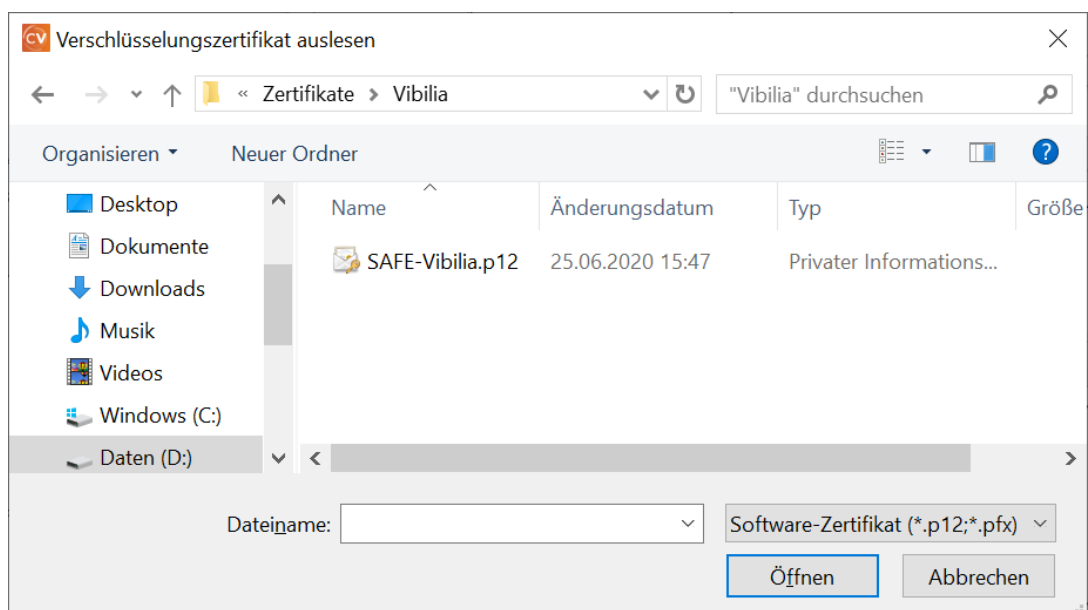 CV Verschlüsselungszertifikat auslesen
« Zertifikate > Vibilia "Vibilia" durchsuchen
Organisieren Neuer Ordner ?
Desktop Name Änderungsdatum Typ Größe
Dokumente SAFE-Vibilia.p12 25.06.2020 15:47 Privater Informations...
Downloads
Musik
Videos
Windows (C:)
Daten (D:)
Dateiname: Software-Zertifikat (*.p12;*.pfx)
Öffnen Abbrechen